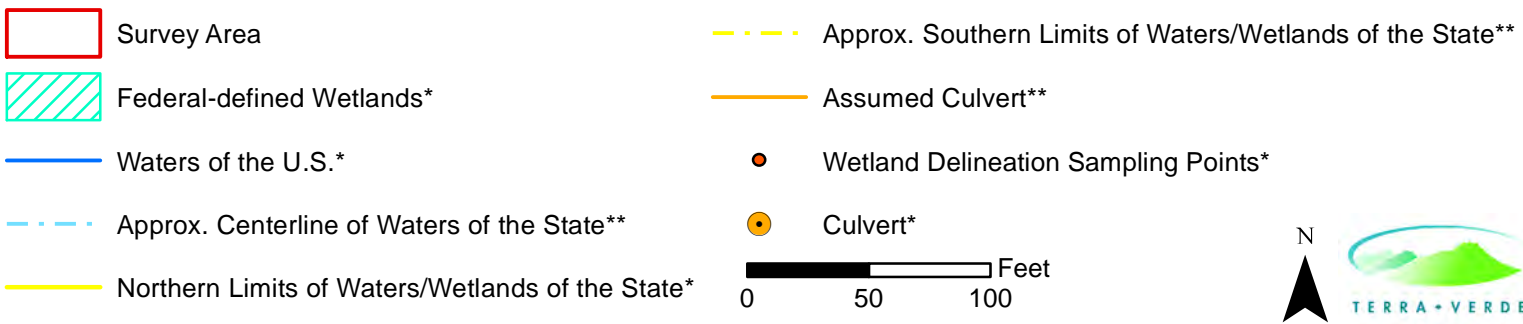 Survey Area
Federal-defined Wetlands*
Waters of the U.S.*
Approx. Centerline of Waters of the State**
Northern Limits of Waters/Wetlands of the State*
Approx. Southern Limits of Waters/Wetlands of the State**
Assumed Culvert**
Wetland Delineation Sampling Points*
Culvert*
Feet
0 50 100
N
TERRA • VERDE